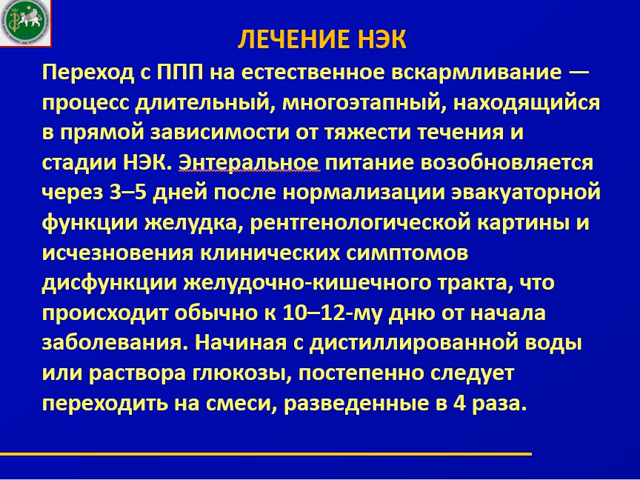 ЛЕЧЕНИЕ НЭК
Переход с ППП на естественное вскармливание —
процесс длительный, многоэтапный, находящийся
в прямой зависимости от тяжести течения и
стадии НЭК. Энтеральное питание возобновляется
через 3–5 дней после нормализации эвакуаторной
функции желудка, рентгенологической картины и
исчезновения клинических симптомов
дисфункции желудочно-кишечного тракта, что
происходит обычно к 10–12-му дню от начала
заболевания. Начиная с дистиллированной воды
или раствора глюкозы, постепенно следует
переходить на смеси, разведенные в 4 раза.